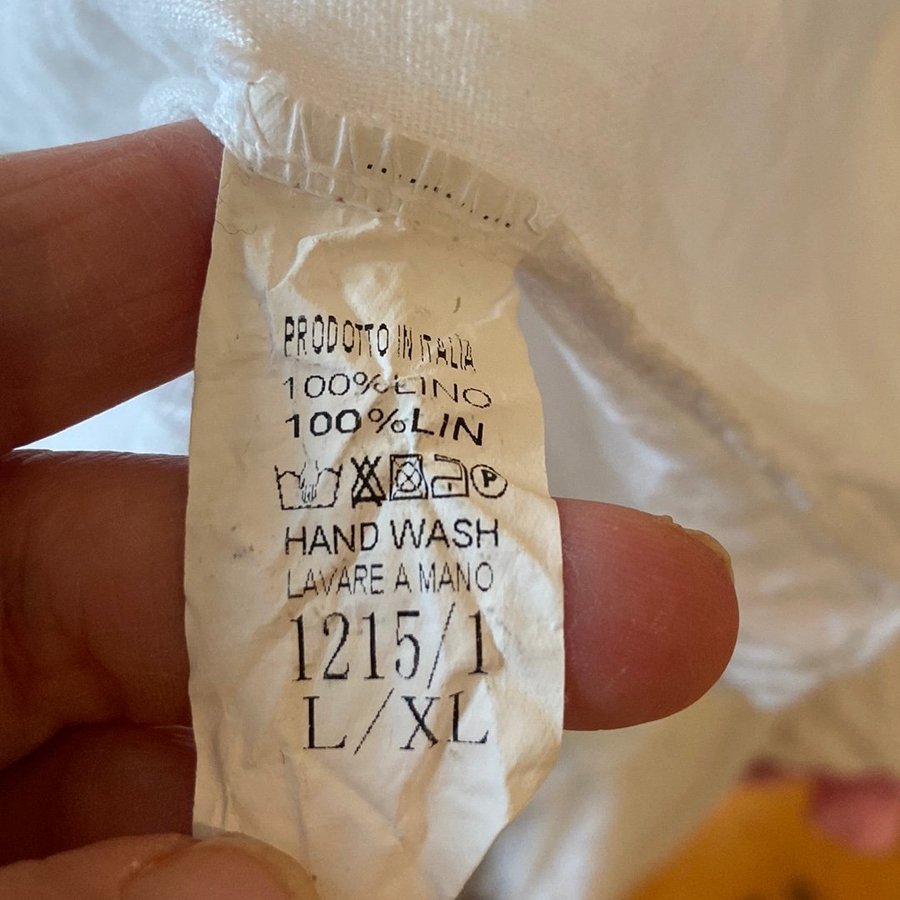 PRODOTTO IN ITALIA
100%LINO
100%LIN
P
HAND WASH
LAVARE A MANO
1215/1
L/XL